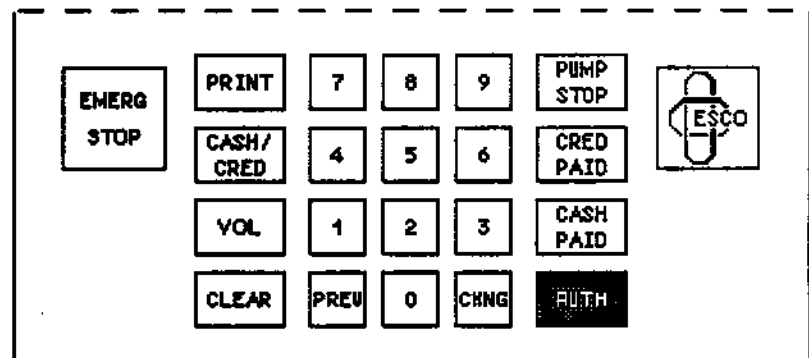 EMERG
STOP
PRINT
7
8
9
PUMP
STOP
ESCO
CASH/
CRED
4
5
6
CRED
PAID
VOL
1
2
3
CASH
PAID
CLEAR
PREV
0
CHNG
AUTH